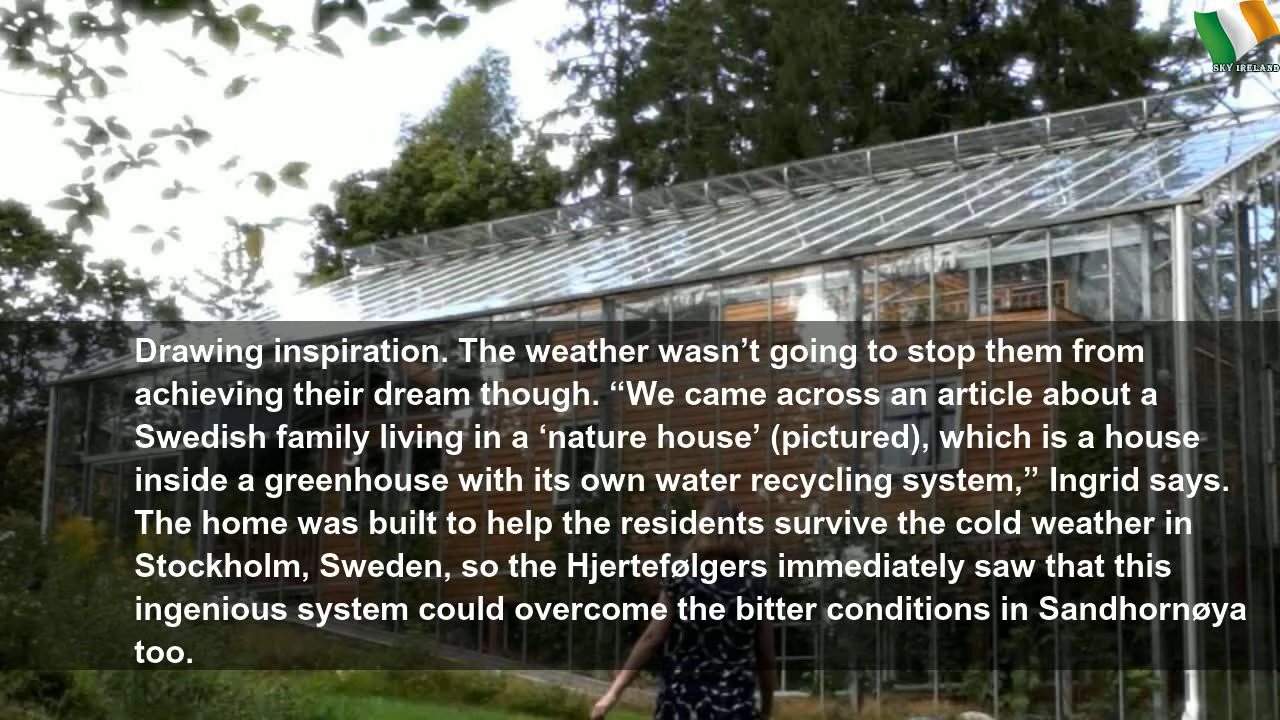 SKY IRELAND
Drawing inspiration. The weather wasn’t going to stop them from
achieving their dream though. “We came across an article about a
Swedish family living in a ‘nature house’ (pictured), which is a house
inside a greenhouse with its own water recycling system,” Ingrid says.
The home was built to help the residents survive the cold weather in
Stockholm, Sweden, so the Hjertefølgers immediately saw that this
ingenious system could overcome the bitter conditions in Sandhornøya
too.